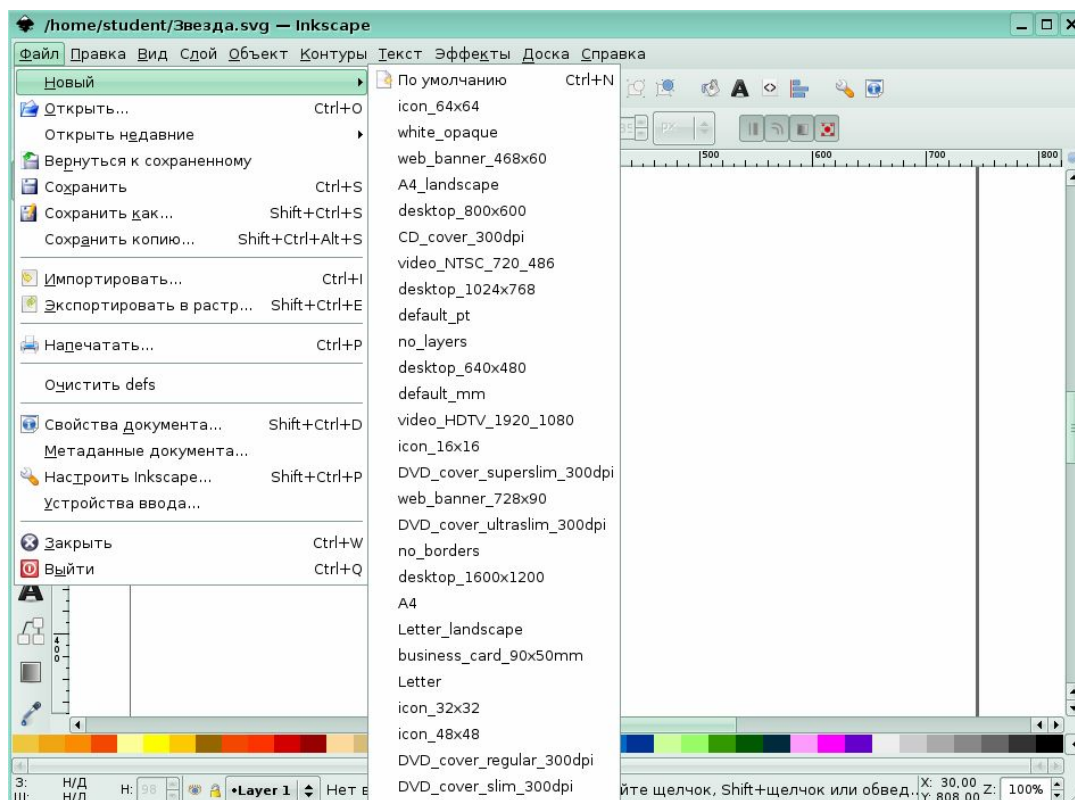 /home/student/Звезда.svg — Inkscape
Файл Правка Вид Слой Объект Контуры Текст Эффекты Доска Справка
Новый
Открыть... Ctrl+O
Открыть недавние
Вернуться к сохраненному
Сохранить Ctrl+S
Сохранить как... Shift+Ctrl+S
Сохранить копию... Shift+Ctrl+Alt+S
Импортировать... Ctrl+I
Экспортировать в растр... Shift+Ctrl+E
Напечатать... Ctrl+P
Очистить defs
Свойства документа... Shift+Ctrl+D
Метаданные документа...
Настроить Inkscape... Shift+Ctrl+P
Устройства ввода...
Закрыть Ctrl+W
Выйти Ctrl+Q
По умолчанию Ctrl+N
icon_64x64
white_opaque
web_banner_468x60
A4_landscape
desktop_800x600
CD_cover_300dpi
video_NTSC_720_486
desktop_1024x768
default_pt
no_layers
desktop_640x480
default_mm
video_HDTV_1920_1080
icon_16x16
DVD_cover_superslim_300dpi
web_banner_728x90
DVD_cover_ultraslim_300dpi
no_borders
desktop_1600x1200
A4
Letter_landscape
business_card_90x50mm
Letter
icon_32x32
icon_48x48
DVD_cover_regular_300dpi
DVD_cover_slim_300dpi
px
500 600 700 800
400
З: Н/Д
Ш: Н/Д
Н: 98
•Layer 1
Нет
йте щелчок, Shift+щелчок или обвед..
X: 30,00
Y: 808,00
Z: 100%